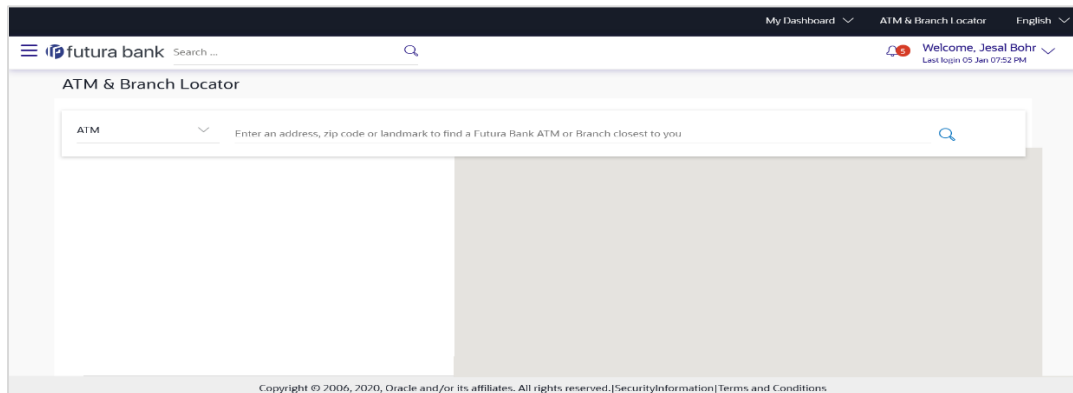 My Dashboard ATM & Branch Locator English
futura bank Search ... 5 Welcome, Jesal Bohr
Last login 05 Jan 07:52 PM
ATM & Branch Locator
ATM Enter an address, zip code or landmark to find a Futura Bank ATM or Branch closest to you
Copyright © 2006, 2020, Oracle and/or its affiliates. All rights reserved.|SecurityInformation|Terms and Conditions